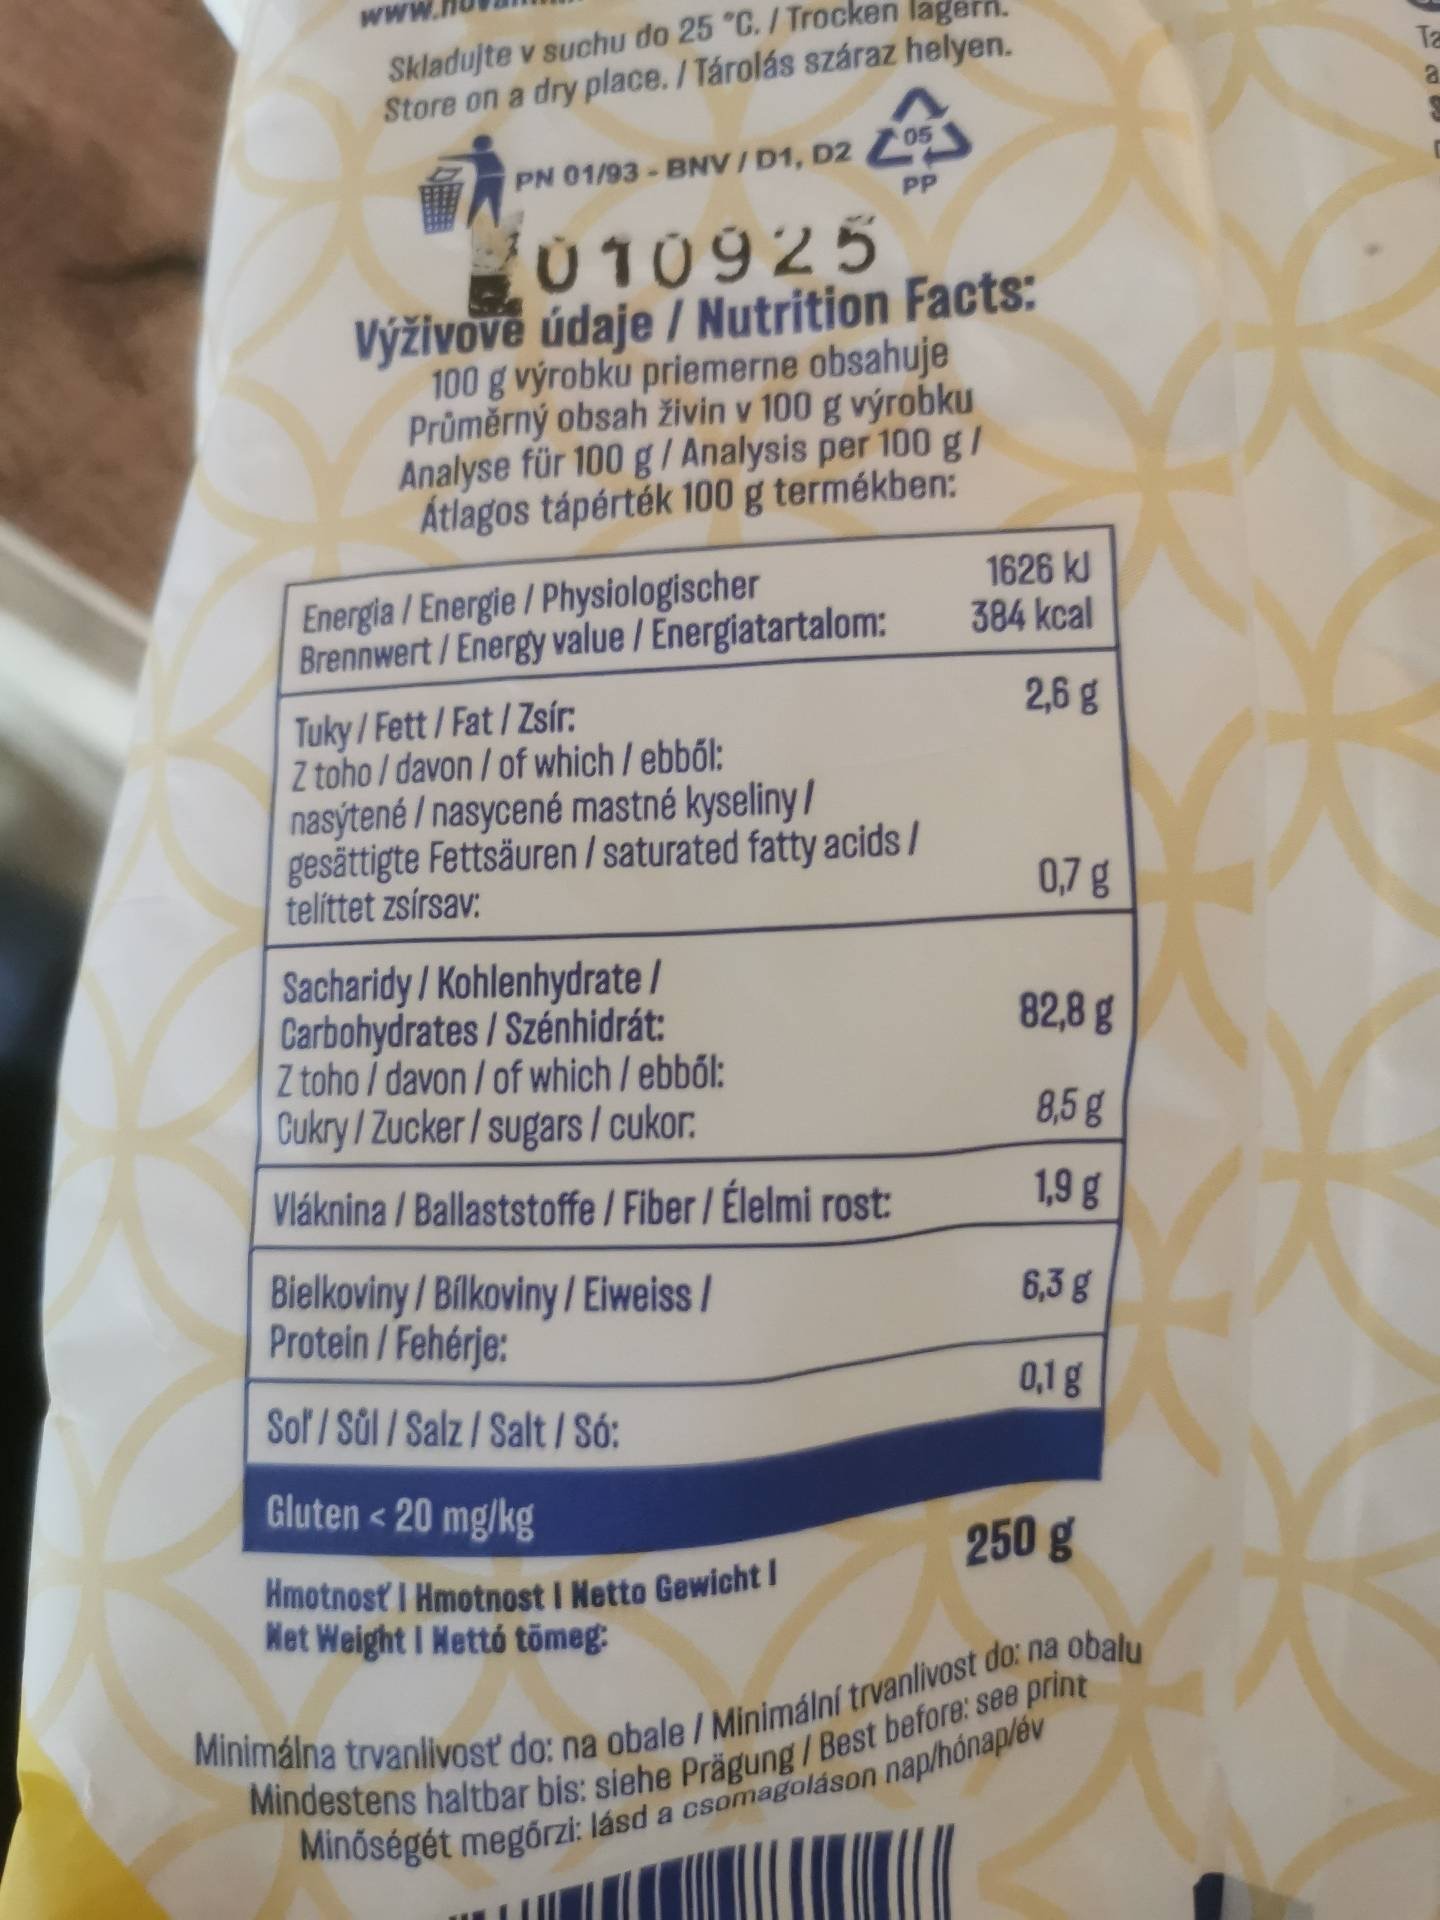 Skladujte v suchu do 25 °C. / Trocken lagern.
Store on a dry place. / Tárolás száraz helyen.
PN 01/93 - BNV / D1, D2
05
PP
010925
Výživové údaje / Nutrition Facts:
100 g výrobku priemerne obsahuje
Průměrný obsah živin v 100 g výrobku
Analyse für 100 g / Analysis per 100 g /
Átlagos tápérték 100 g termékben:
Energia / Energie / Physiologischer 1626 kJ
Brennwert / Energy value / Energiatartalom: 384 kcal
Tuky / Fett / Fat / Zsír: 2,6 g
Z toho / davon / of which / ebből:
nasýtené / nasycené mastné kyseliny /
gesättigte Fettsäuren / saturated fatty acids /
telíttet zsírsav: 0,7 g
Sacharidy / Kohlenhydrate /
Carbohydrates / Szénhidrát: 82,8 g
Z toho / davon / of which / ebből:
Cukry / Zucker / sugars / cukor: 8,5 g
Vláknina / Ballaststoffe / Fiber / Élelmi rost: 1,9 g
Bielkoviny / Bílkoviny / Eiweiss / 6,3 g
Protein / Fehérje:
Soľ / Sůl / Salz / Salt / Só: 0,1 g
Gluten < 20 mg/kg
Hmotnosť I Hmotnost I Netto Gewicht I 250 g
Net Weight I Nettó tömeg:
Minimálna trvanlivosť do: na obale / Minimální trvanlivost do: na obalu
Mindestens haltbar bis: siehe Prägung / Best before: see print
Minőségét megőrzi: lásd a csomagoláson nap/hónap/év